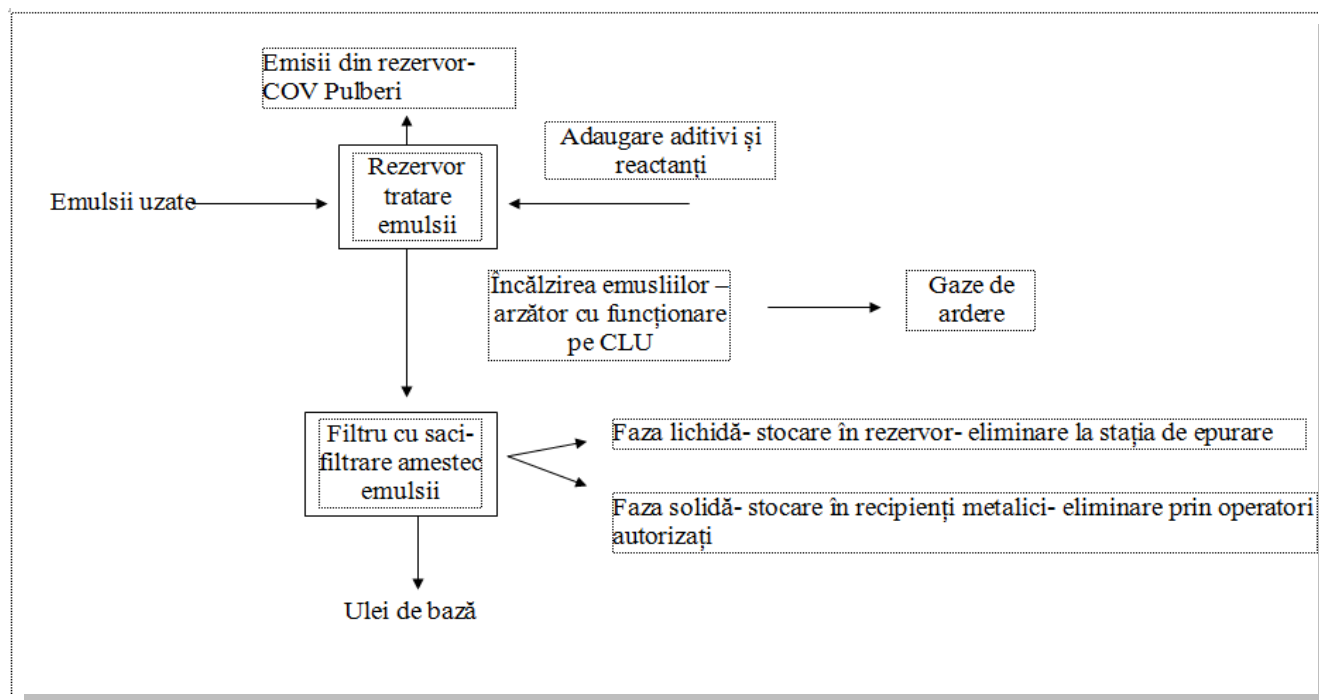 Emisii din rezervor-
COV Pulberi
Adaugare aditivi și
reactanți
Rezervor
tratare
emulsii
Emulsii uzate
Încălzirea emusliilor –
arzător cu funcționare
pe CLU
Gaze de
ardere
Filtru cu saci-
filtrare amestec
emulsii
Faza lichidă- stocare în rezervor- eliminare la stația de epurare
Faza solidă- stocare în recipienți metalici- eliminare prin operatori
autorizați
Ulei de bază